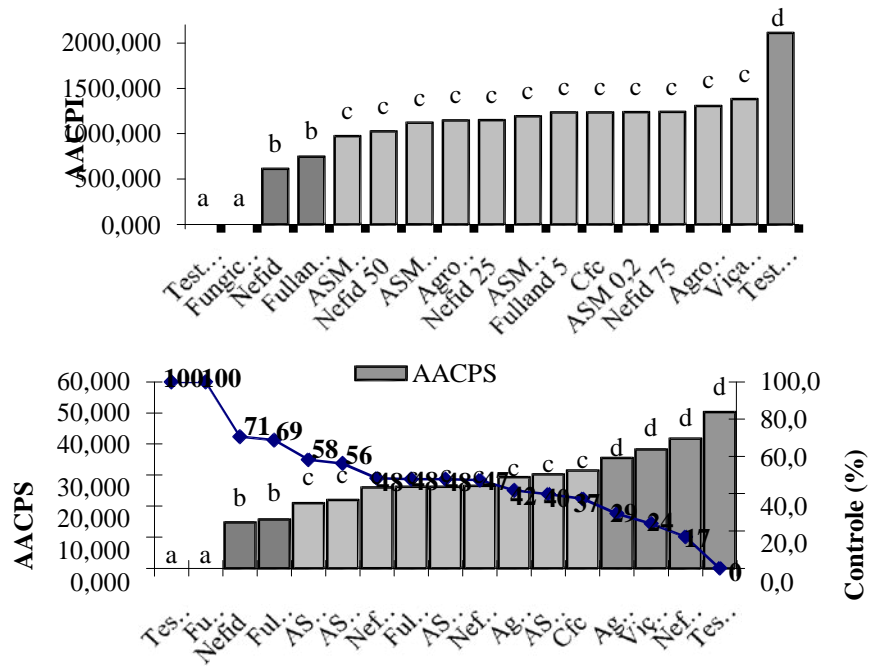 d
2000,000
1500,000
1000,000
500,000
0,000
AACPI
a a b b c c c c c c c c c c c c
Test... Fungic... Nefid Fullan... ASM... Nefid 50 ASM... Agro... Nefid 25 ASM... Fulland 5 Cfc ASM 0.2 Nefid 75 Agro... Viça... Test...
AACPS
60,000
50,000
40,000
30,000
20,000
10,000
0,000
AACPS
100 100 71 69 58 56 48 48 48 47 42 40 37 29 24 17 0
a a b b c c c c c d d d d
100,0
80,0
60,0
40,0
20,0
0,0
Controle (%)
Tes.. Fu.. Nefid Ful.. AS.. AS.. Nef.. Ful.. AS.. Nef.. Ag.. AS.. Cfc Ag.. Viç.. Nef.. Tes..